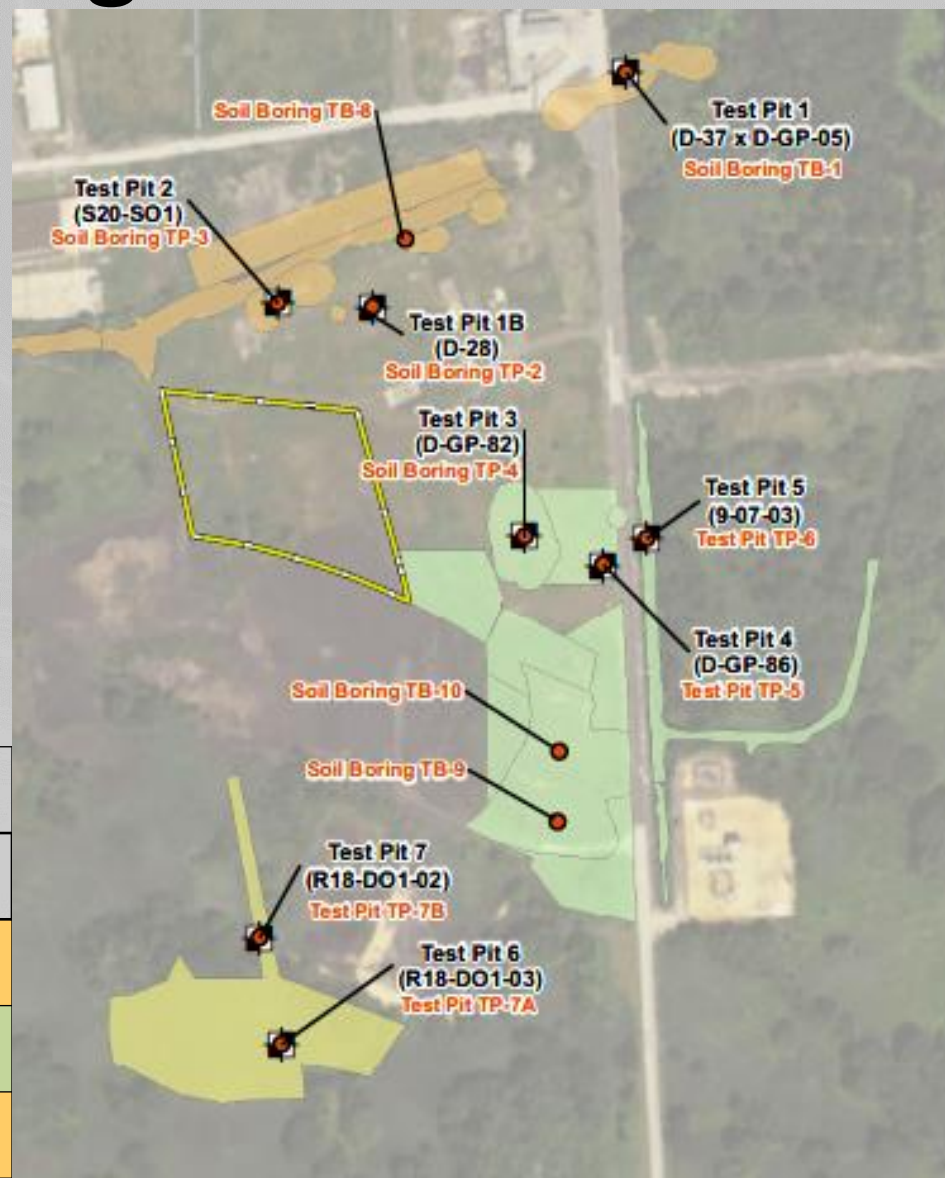 Soil Boring TB-8
Test Pit 1
(D-37 x D-GP-05)
Soil Boring TB-1
Test Pit 2
(S20-SO1)
Soil Boring TP-3
Test Pit 1B
(D-28)
Soil Boring TP-2
Test Pit 3
(D-GP-82)
Soil Boring TP-4
Test Pit 5
(9-07-03)
Test Pit TP-6
Test Pit 4
(D-GP-86)
Test Pit TP-5
Soil Boring TB-10
Soil Boring TB-9
Test Pit 7
(R18-DO1-02)
Test Pit TP-7B
Test Pit 6
(R18-DO1-03)
Test Pit TP-7A